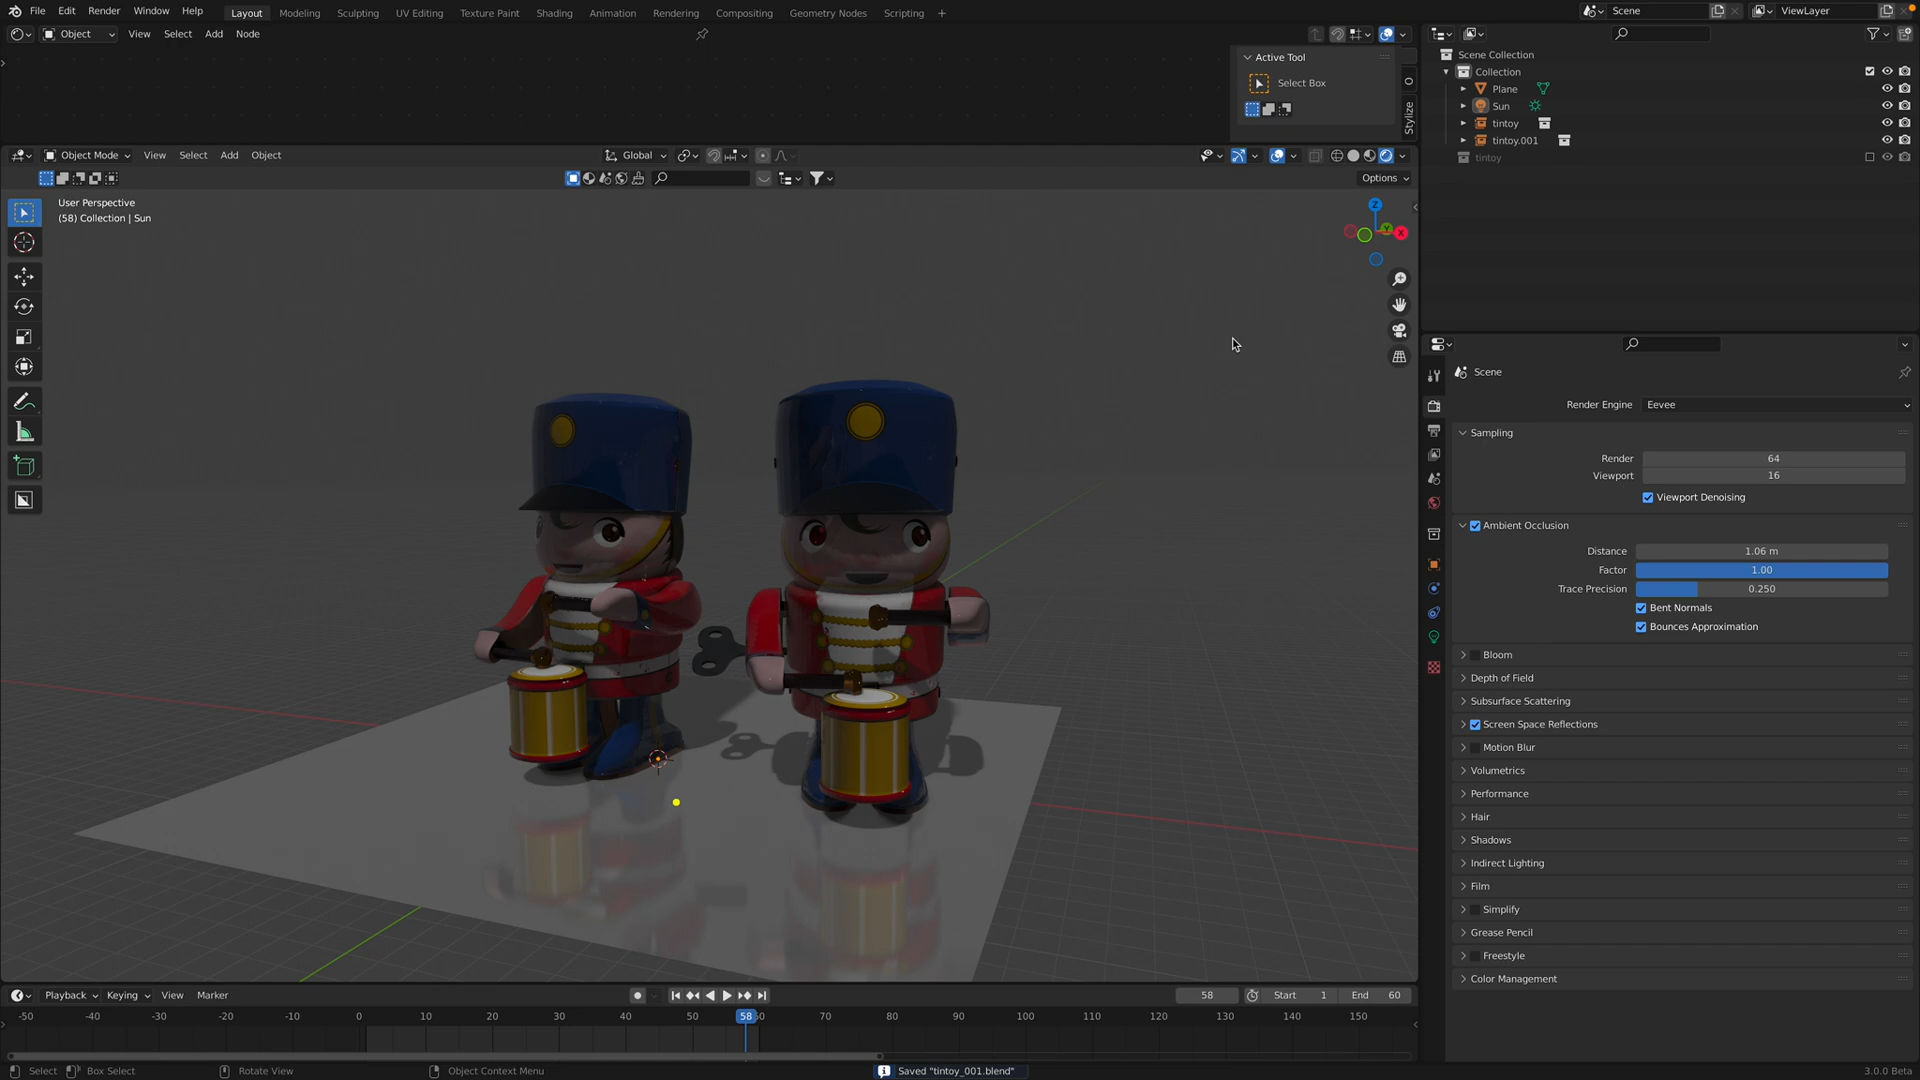 File Edit Render Window Help Layout Modeling Sculpting UV Editing Texture Paint Shading Animation Rendering Compositing Geometry Nodes Scripting + Scene ViewLayer
Object View Select Add Node
Active Tool
Select Box
O
Stylize
Scene Collection
Collection
Plane
Sun
tintoy
tintoy.001
tintoy
Object Mode View Select Add Object Global
Options
User Perspective
(58) Collection | Sun
Z
Y
X
Scene
Render Engine Eevee
Sampling
Render 64
Viewport 16
Viewport Denoising
Ambient Occlusion
Distance 1.06 m
Factor 1.00
Trace Precision 0.250
Bent Normals
Bounces Approximation
Bloom
Depth of Field
Subsurface Scattering
Screen Space Reflections
Motion Blur
Volumetrics
Performance
Hair
Shadows
Indirect Lighting
Film
Simplify
Grease Pencil
Freestyle
Color Management
Playback Keying View Marker 58 Start 1 End 60
-50 -40 -30 -20 -10 0 10 20 30 40 50 58 70 80 90 100 110 120 130 140 150
Select Box Select Rotate View Object Context Menu Saved "tintoy_001.blend" 3.0.0 Beta